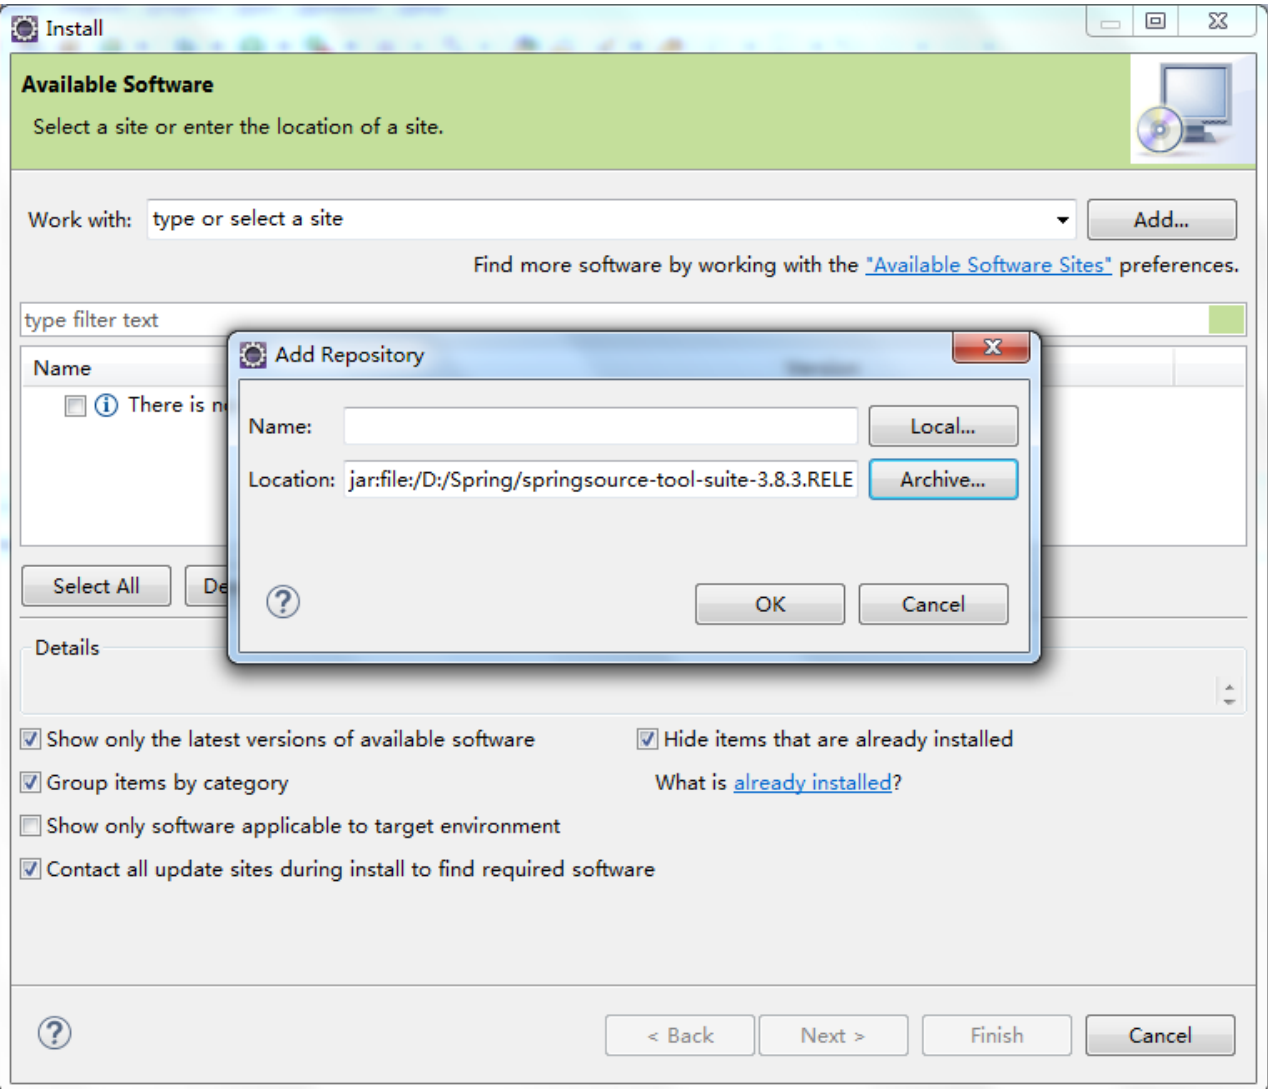 Install
Available Software
Select a site or enter the location of a site.
Work with: type or select a site Add...
Find more software by working with the "Available Software Sites" preferences.
type filter text
Add Repository
Name Version
There is
Name: Local...
Location: jar:file:/D:/Spring/springsource-tool-suite-3.8.3.RELE Archive...
Select All De
? OK Cancel
Details
Show only the latest versions of available software Hide items that are already installed
Group items by category What is already installed?
Show only software applicable to target environment
Contact all update sites during install to find required software
? < Back Next > Finish Cancel